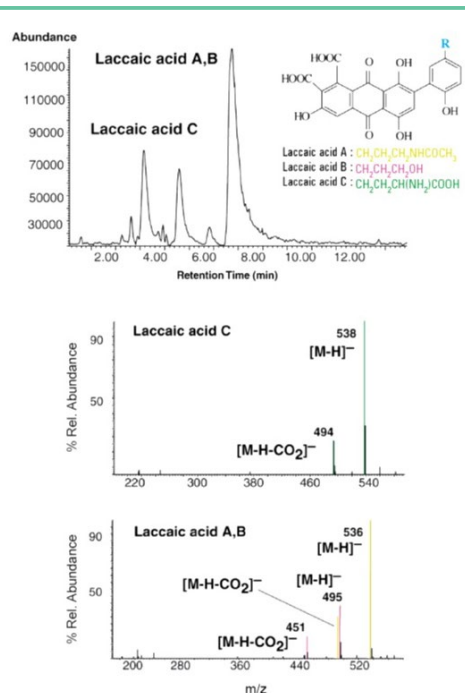 Abundance
Laccaic acid A,B
Laccaic acid C
150000
110000
90000
70000
50000
30000
2.00 4.00 6.00 8.00 10.00 12.00
Retention Time (min)
R
HOOC O OH
HOOC
HO OH
O OH
Laccaic acid A : CH2CH2CH2NHCOCH3
Laccaic acid B : CH2CH2CH2OH
Laccaic acid C : CH2CH2CH(NH2)COOH
Laccaic acid C
538
[M-H]–
494
[M-H-CO2]–
90
50
% Rel. Abundance
220 300 380 460 540
Laccaic acid A,B
536
[M-H]–
[M-H-CO2]–
[M-H]–
495
451
[M-H-CO2]–
90
50
% Rel. Abundance
200 280 360 440 520
m/z